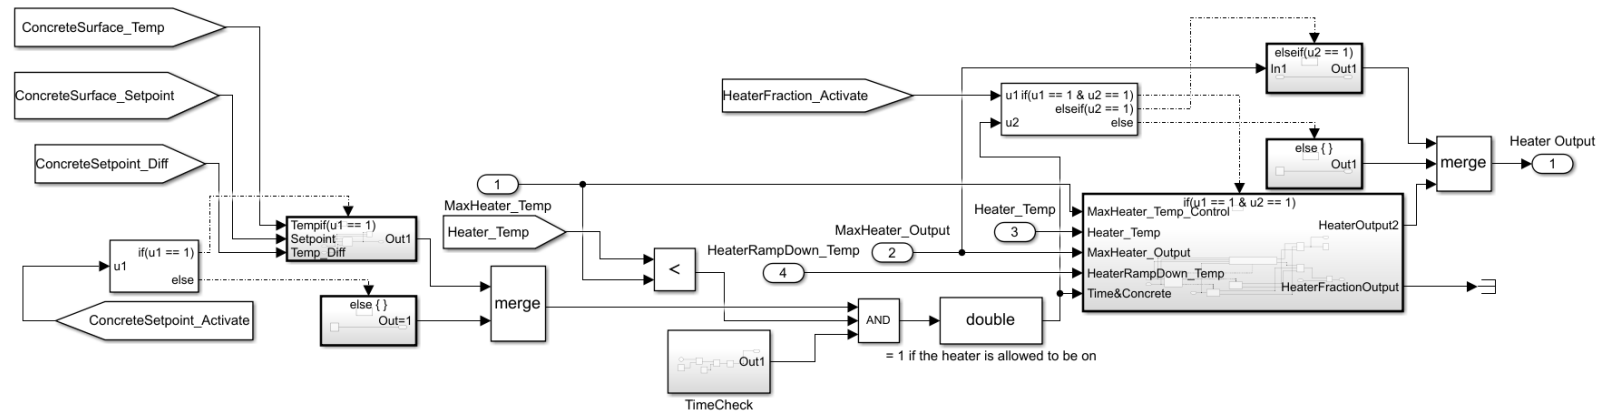 ConcreteSurface_Temp
ConcreteSurface_Setpoint
ConcreteSetpoint_Diff
Tempif(u1 == 1)
Setpoint
Temp_Diff
Out1
if(u1 == 1)
u1
else
ConcreteSetpoint_Activate
else { }
Out=1
merge
1
MaxHeater_Temp
Heater_Temp
<
TimeCheck
Out1
AND
double
= 1 if the heater is allowed to be on
HeaterRampDown_Temp
4
MaxHeater_Output
2
Heater_Temp
3
HeaterFraction_Activate
u1 if(u1 == 1 & u2 == 1)
elseif(u2 == 1)
u2
else
elseif(u2 == 1)
In1
Out1
else { }
Out1
if(u1 == 1 & u2 == 1)
MaxHeater_Temp_Control
Heater_Temp
MaxHeater_Output
HeaterRampDown_Temp
Time&Concrete
HeaterOutput2
HeaterFractionOutput
merge
Heater Output
1